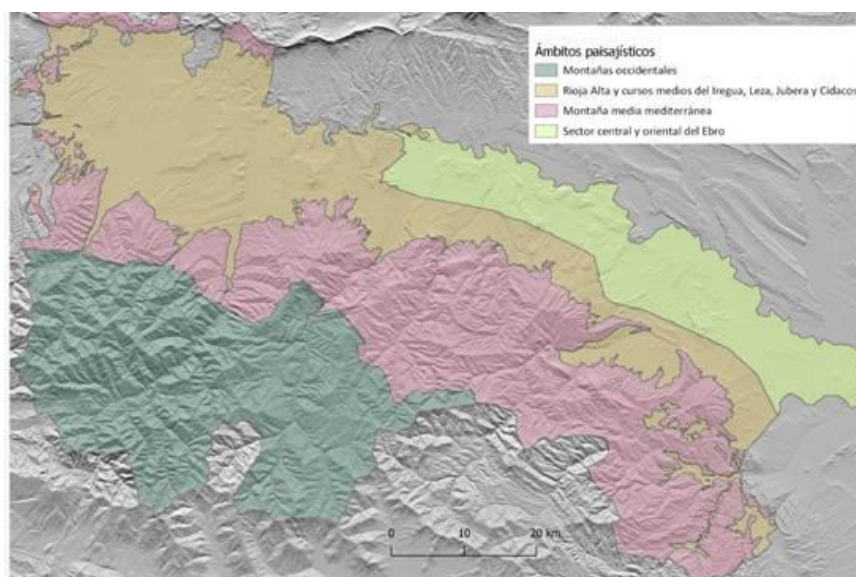 Ámbitos paisajísticos
Montañas occidentales
Rioja Alta y cursos medios del Iregua, Leza, Jubera y Cidacos
Montaña media mediterránea
Sector central y oriental del Ebro
0 10 20 km